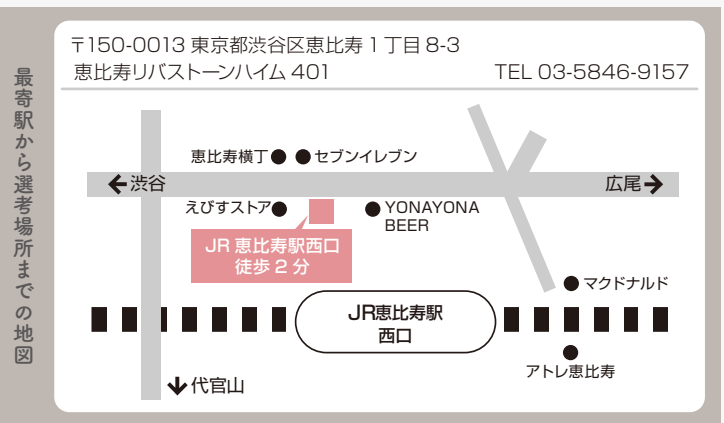 最寄駅から選考場所までの地図
〒150-0013 東京都渋谷区恵比寿1丁目8-3
恵比寿リバストーンハイム 401
TEL 03-5846-9157
恵比寿横丁
セブンイレブン
渋谷
広尾
えびすストア
YONAYONA
BEER
JR 恵比寿駅西口
徒歩 2 分
マクドナルド
JR恵比寿駅
西口
アトレ恵比寿
代官山